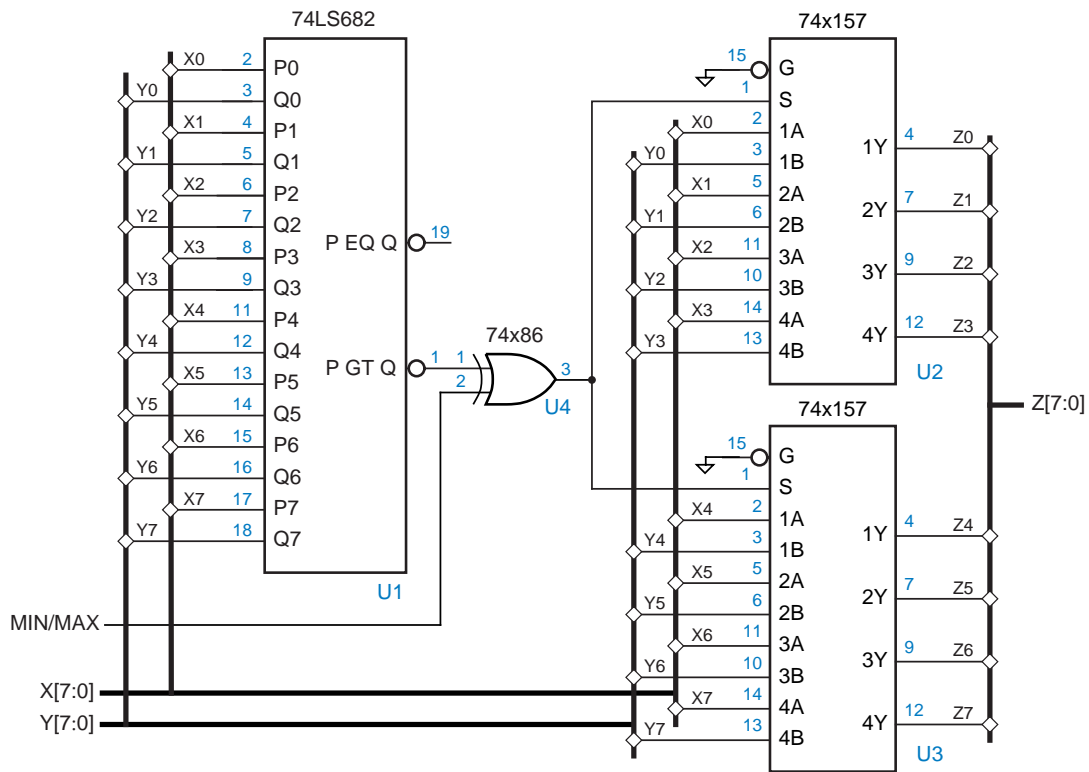 74LS682
X0 2 P0
Y0 3 Q0
X1 4 P1
Y1 5 Q1
X2 6 P2
Y2 7 Q2
X3 8 P3
Y3 9 Q3
X4 11 P4
Y4 12 Q4
X5 13 P5
Y5 14 Q5
X6 15 P6
Y6 16 Q6
X7 17 P7
Y7 18 Q7
P EQ Q 19
P GT Q 1
U1
74x86
1
2
3
U4
MIN/MAX
X[7:0]
Y[7:0]
74x157
15 G
1 S
X0 2 1A
Y0 3 1B
X1 5 2A
Y1 6 2B
X2 11 3A
Y2 10 3B
X3 14 4A
Y3 13 4B
1Y 4 Z0
2Y 7 Z1
3Y 9 Z2
4Y 12 Z3
U2
74x157
15 G
1 S
X4 2 1A
Y4 3 1B
X5 5 2A
Y5 6 2B
X6 11 3A
Y6 10 3B
X7 14 4A
Y7 13 4B
1Y 4 Z4
2Y 7 Z5
3Y 9 Z6
4Y 12 Z7
U3
Z[7:0]